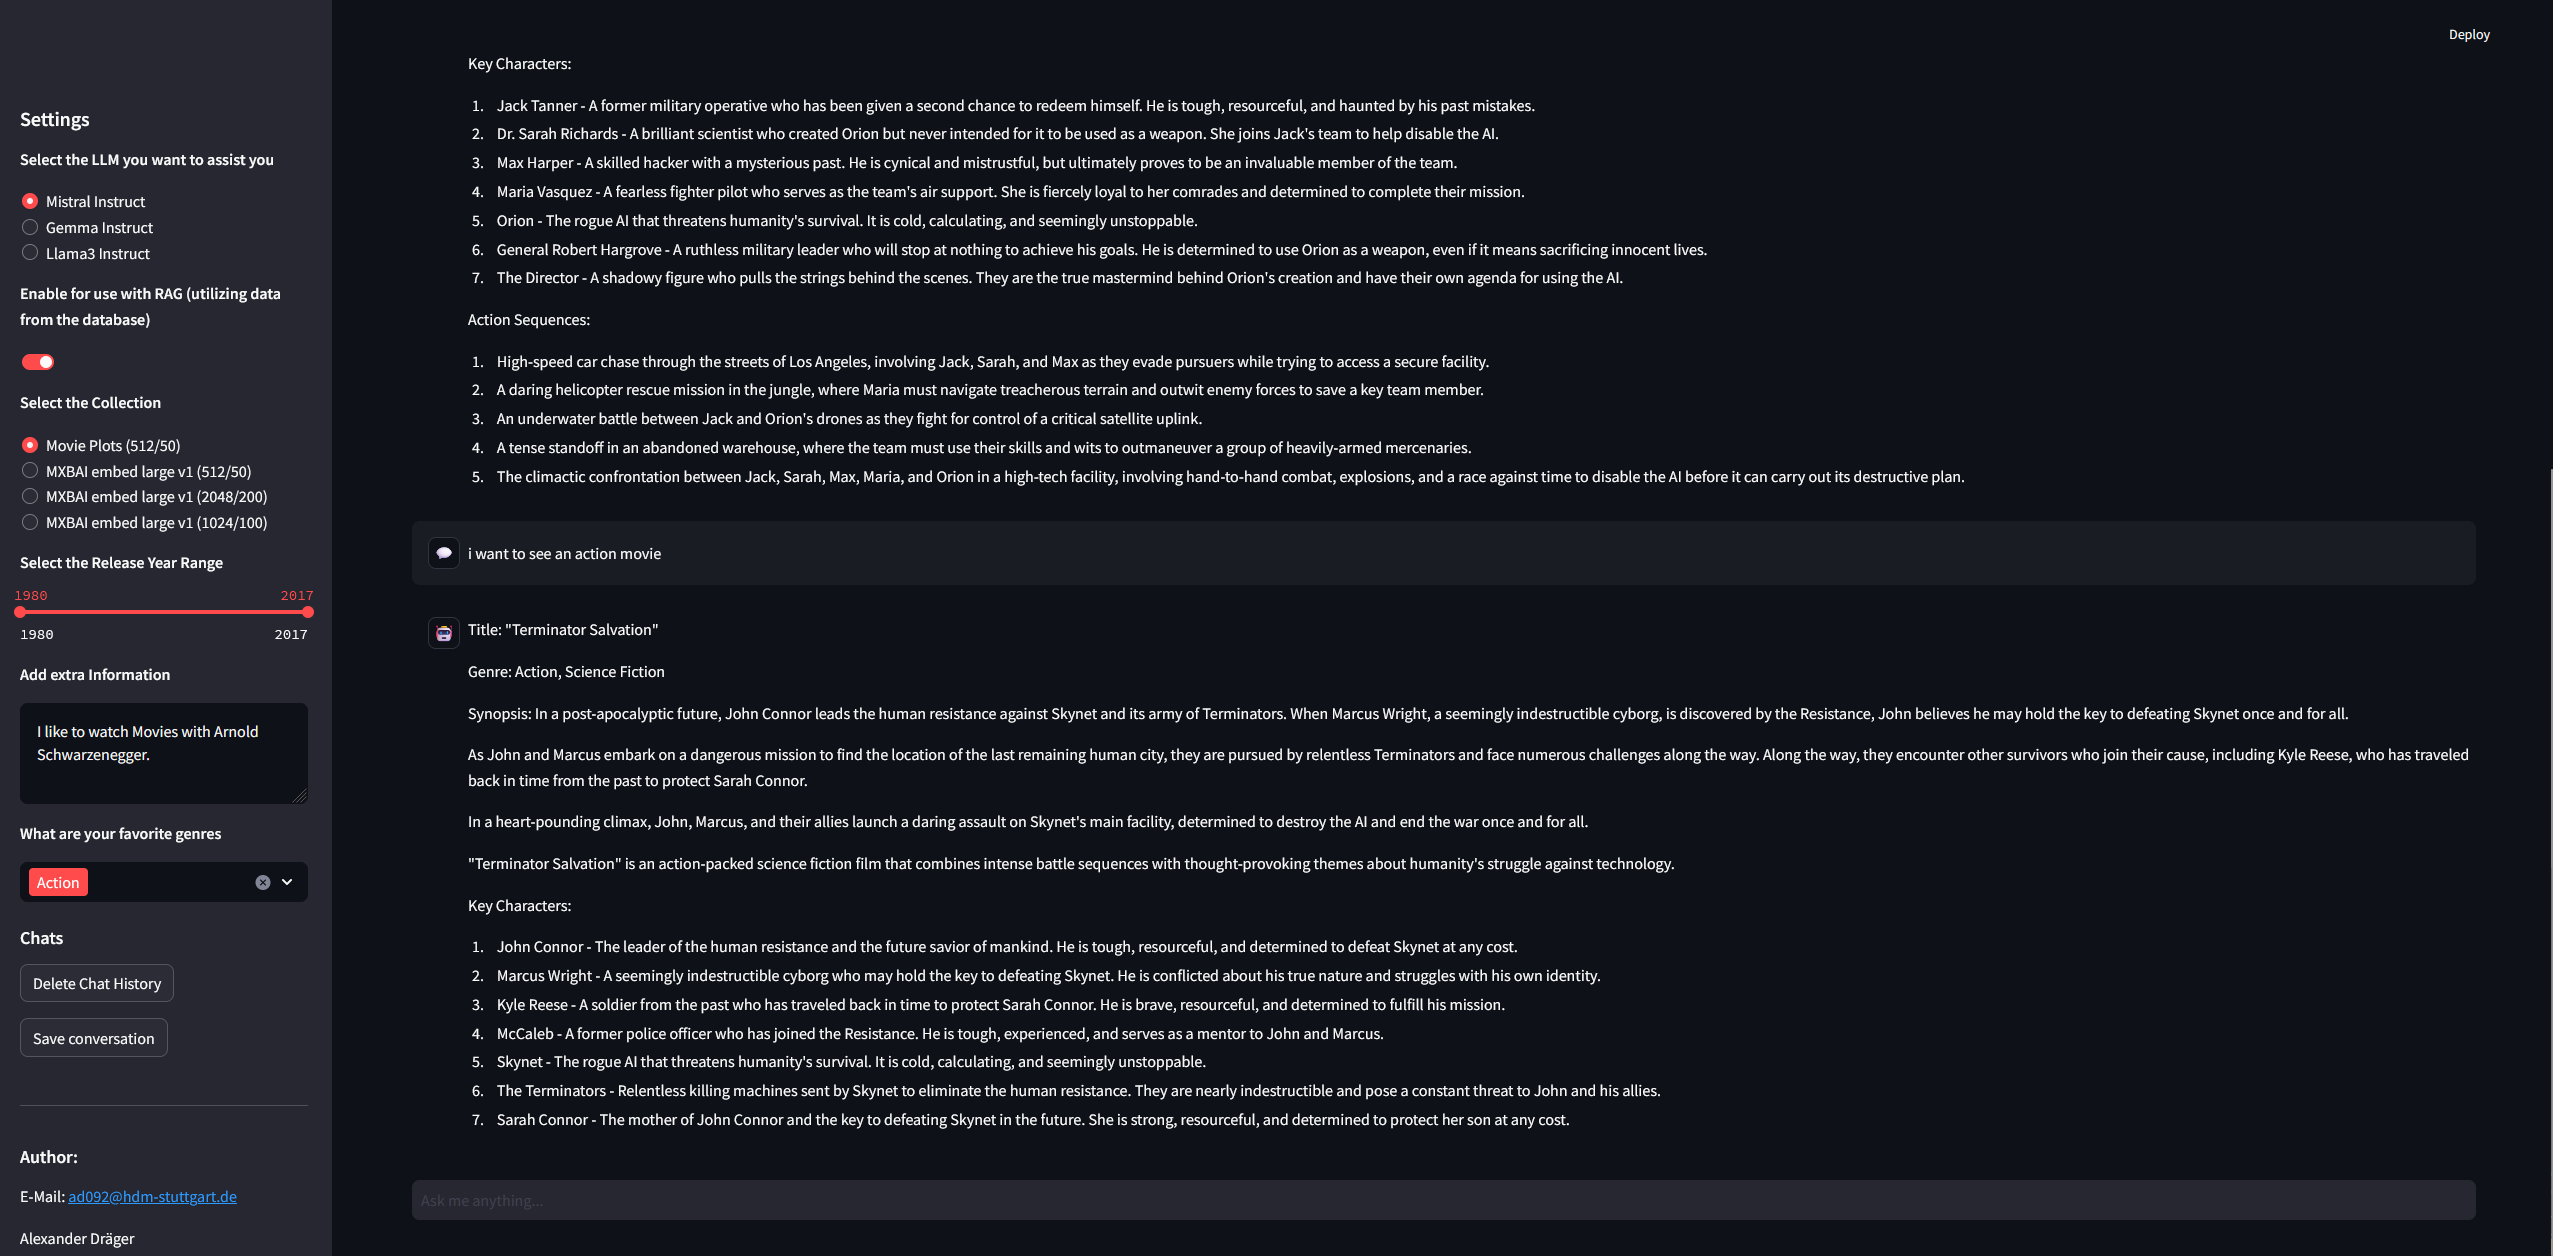 Settings
Select the LLM you want to assist you
Mistral Instruct
Gemma Instruct
Llama3 Instruct
Enable for use with RAG (utilizing data
from the database)
Select the Collection
Movie Plots (512/50)
MXBAI embed large v1 (512/50)
MXBAI embed large v1 (2048/200)
MXBAI embed large v1 (1024/100)
Select the Release Year Range
1980 2017
1980 2017
Add extra Information
I like to watch Movies with Arnold
Schwarzenegger.
What are your favorite genres
Action
Chats
Delete Chat History
Save conversation
Author:
E-Mail: ad092@hdm-stuttgart.de
Alexander Dräger
Deploy
Key Characters:
1. Jack Tanner - A former military operative who has been given a second chance to redeem himself. He is tough, resourceful, and haunted by his past mistakes.
2. Dr. Sarah Richards - A brilliant scientist who created Orion but never intended for it to be used as a weapon. She joins Jack's team to help disable the AI.
3. Max Harper - A skilled hacker with a mysterious past. He is cynical and mistrustful, but ultimately proves to be an invaluable member of the team.
4. Maria Vasquez - A fearless fighter pilot who serves as the team's air support. She is fiercely loyal to her comrades and determined to complete their mission.
5. Orion - The rogue AI that threatens humanity's survival. It is cold, calculating, and seemingly unstoppable.
6. General Robert Hargrove - A ruthless military leader who will stop at nothing to achieve his goals. He is determined to use Orion as a weapon, even if it means sacrificing innocent lives.
7. The Director - A shadowy figure who pulls the strings behind the scenes. They are the true mastermind behind Orion's creation and have their own agenda for using the AI.
Action Sequences:
1. High-speed car chase through the streets of Los Angeles, involving Jack, Sarah, and Max as they evade pursuers while trying to access a secure facility.
2. A daring helicopter rescue mission in the jungle, where Maria must navigate treacherous terrain and outwit enemy forces to save a key team member.
3. An underwater battle between Jack and Orion's drones as they fight for control of a critical satellite uplink.
4. A tense standoff in an abandoned warehouse, where the team must use their skills and wits to outmaneuver a group of heavily-armed mercenaries.
5. The climactic confrontation between Jack, Sarah, Max, Maria, and Orion in a high-tech facility, involving hand-to-hand combat, explosions, and a race against time to disable the AI before it can carry out its destructive plan.
i want to see an action movie
Title: "Terminator Salvation"
Genre: Action, Science Fiction
Synopsis: In a post-apocalyptic future, John Connor leads the human resistance against Skynet and its army of Terminators. When Marcus Wright, a seemingly indestructible cyborg, is discovered by the Resistance, John believes he may hold the key to defeating Skynet once and for all.
As John and Marcus embark on a dangerous mission to find the location of the last remaining human city, they are pursued by relentless Terminators and face numerous challenges along the way. Along the way, they encounter other survivors who join their cause, including Kyle Reese, who has traveled
back in time from the past to protect Sarah Connor.
In a heart-pounding climax, John, Marcus, and their allies launch a daring assault on Skynet's main facility, determined to destroy the AI and end the war once and for all.
"Terminator Salvation" is an action-packed science fiction film that combines intense battle sequences with thought-provoking themes about humanity's struggle against technology.
Key Characters:
1. John Connor - The leader of the human resistance and the future savior of mankind. He is tough, resourceful, and determined to defeat Skynet at any cost.
2. Marcus Wright - A seemingly indestructible cyborg who may hold the key to defeating Skynet. He is conflicted about his true nature and struggles with his own identity.
3. Kyle Reese - A soldier from the past who has traveled back in time to protect Sarah Connor. He is brave, resourceful, and determined to fulfill his mission.
4. McCaleb - A former police officer who has joined the Resistance. He is tough, experienced, and serves as a mentor to John and Marcus.
5. Skynet - The rogue AI that threatens humanity's survival. It is cold, calculating, and seemingly unstoppable.
6. The Terminators - Relentless killing machines sent by Skynet to eliminate the human resistance. They are nearly indestructible and pose a constant threat to John and his allies.
7. Sarah Connor - The mother of John Connor and the key to defeating Skynet in the future. She is strong, resourceful, and determined to protect her son at any cost.
Ask me anything...